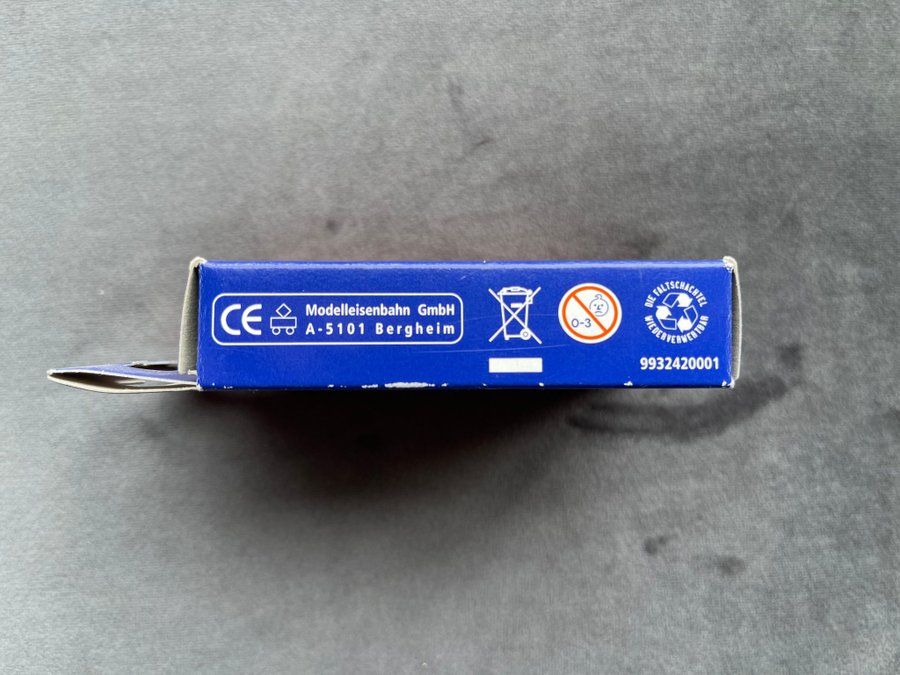 CE
Modelleisenbahn GmbH
A-5101 Bergheim
0-3
DIE FALTSCHACHTEL
WIEDERVERWERTBAR
9932420001